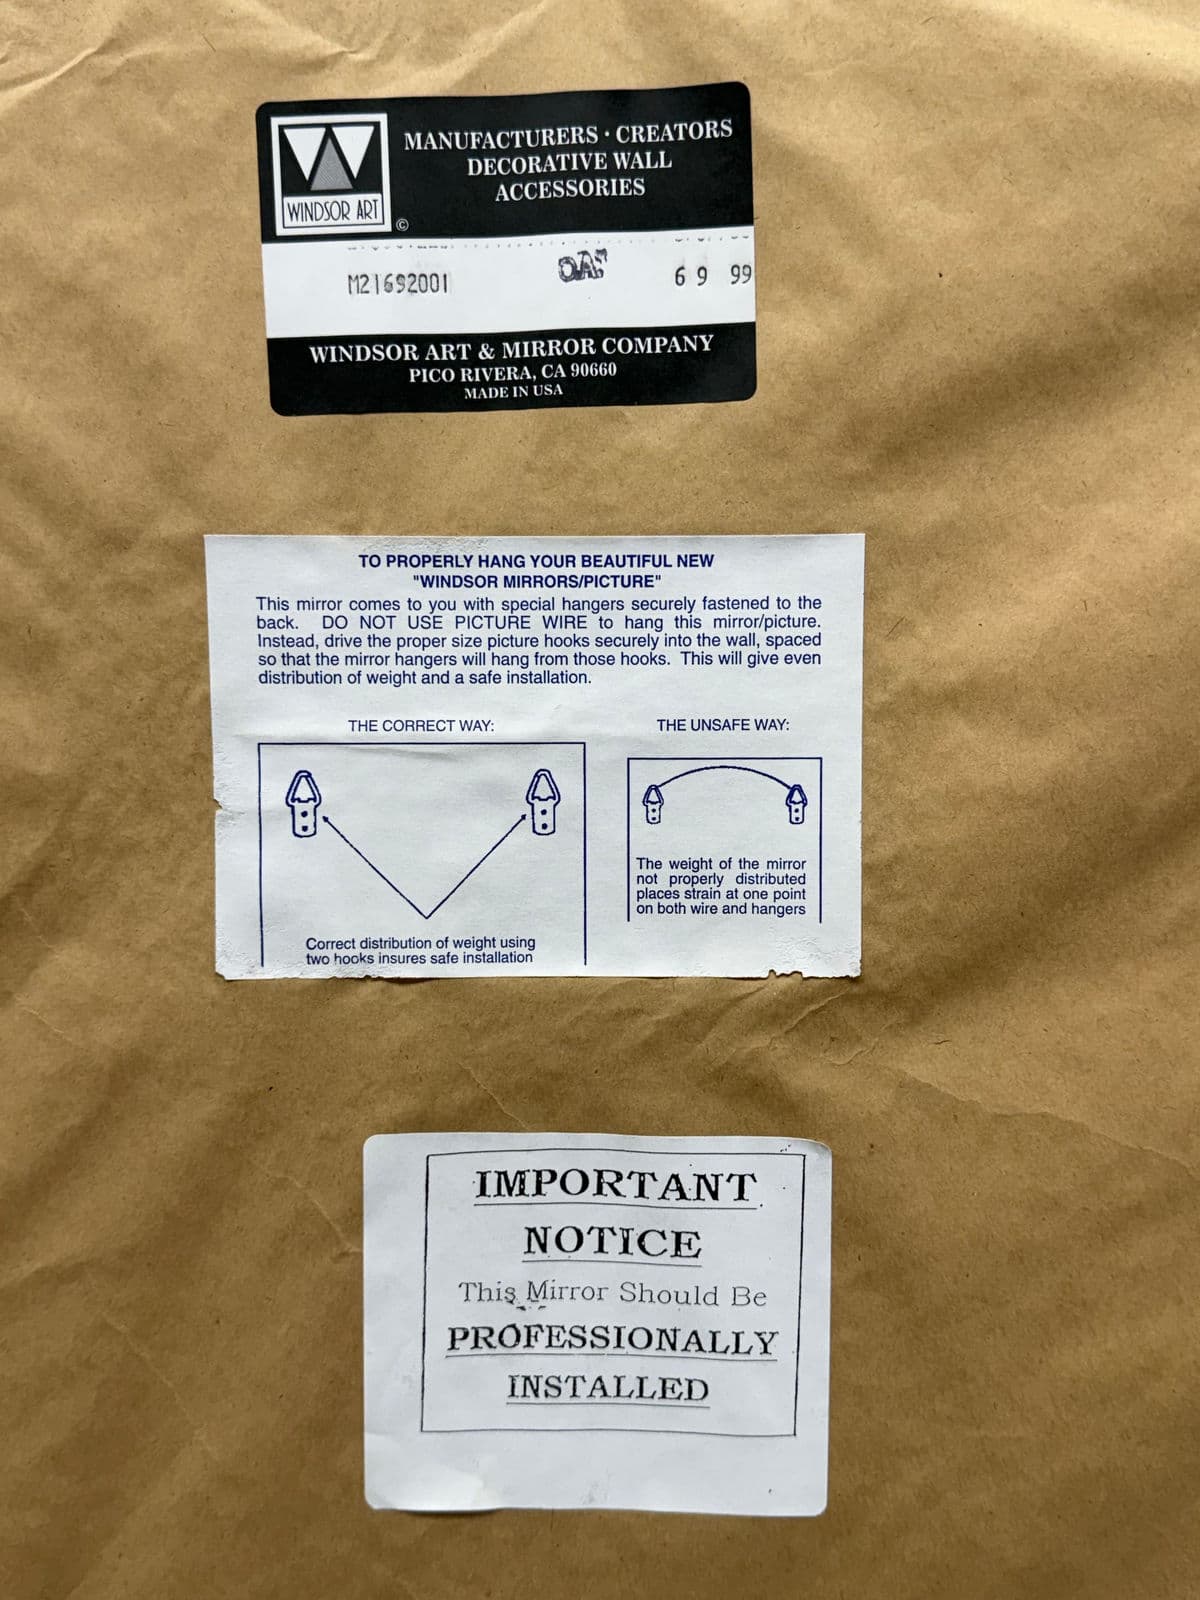 MANUFACTURERS · CREATORS
DECORATIVE WALL
ACCESSORIES
WINDSOR ART
©
M21692001 6 9 99
WINDSOR ART & MIRROR COMPANY
PICO RIVERA, CA 90660
MADE IN USA
TO PROPERLY HANG YOUR BEAUTIFUL NEW
"WINDSOR MIRRORS/PICTURE"
This mirror comes to you with special hangers securely fastened to the
back. DO NOT USE PICTURE WIRE to hang this mirror/picture.
Instead, drive the proper size picture hooks securely into the wall, spaced
so that the mirror hangers will hang from those hooks. This will give even
distribution of weight and a safe installation.
THE CORRECT WAY:
Correct distribution of weight using
two hooks insures safe installation
THE UNSAFE WAY:
The weight of the mirror
not properly distributed
places strain at one point
on both wire and hangers
IMPORTANT
NOTICE
This Mirror Should Be
PROFESSIONALLY
INSTALLED